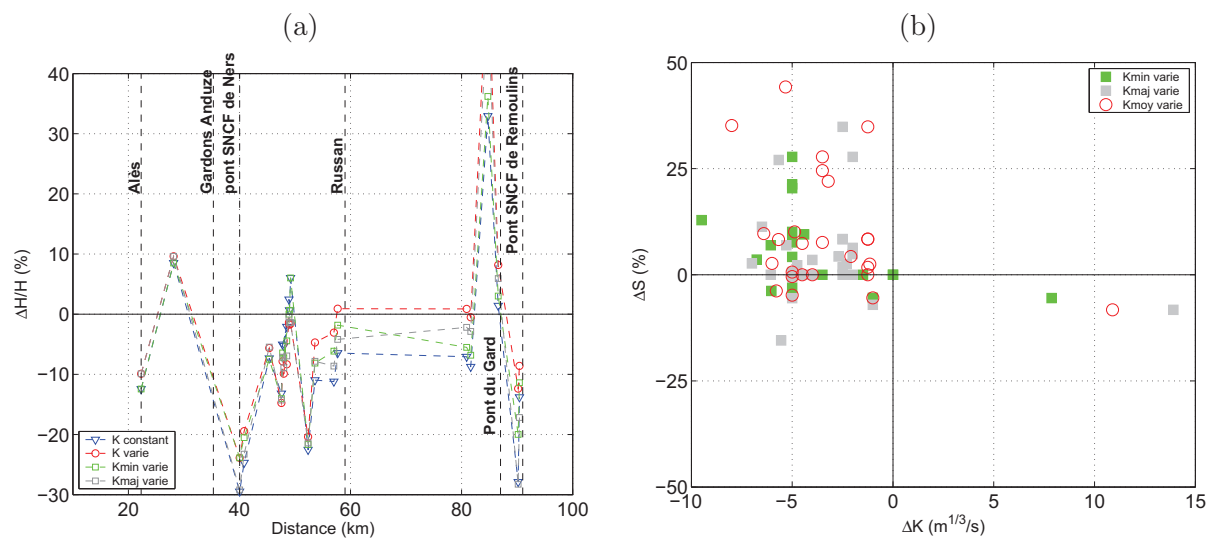 (a)
ΔH/H (%)
40
30
20
10
0
−10
−20
−30
Alès
Gardons Anduze
pont SNCF de Ners
Russan
Pont du Gard
Pont SNCF de Remoulins
K constant
K varie
Kmin varie
Kmaj varie
20
40
60
80
100
Distance (km)
(b)
ΔS (%)
50
25
0
−25
−50
Kmin varie
Kmaj varie
Kmoy varie
−10
−5
0
5
10
15
ΔK (m^1/3/s)